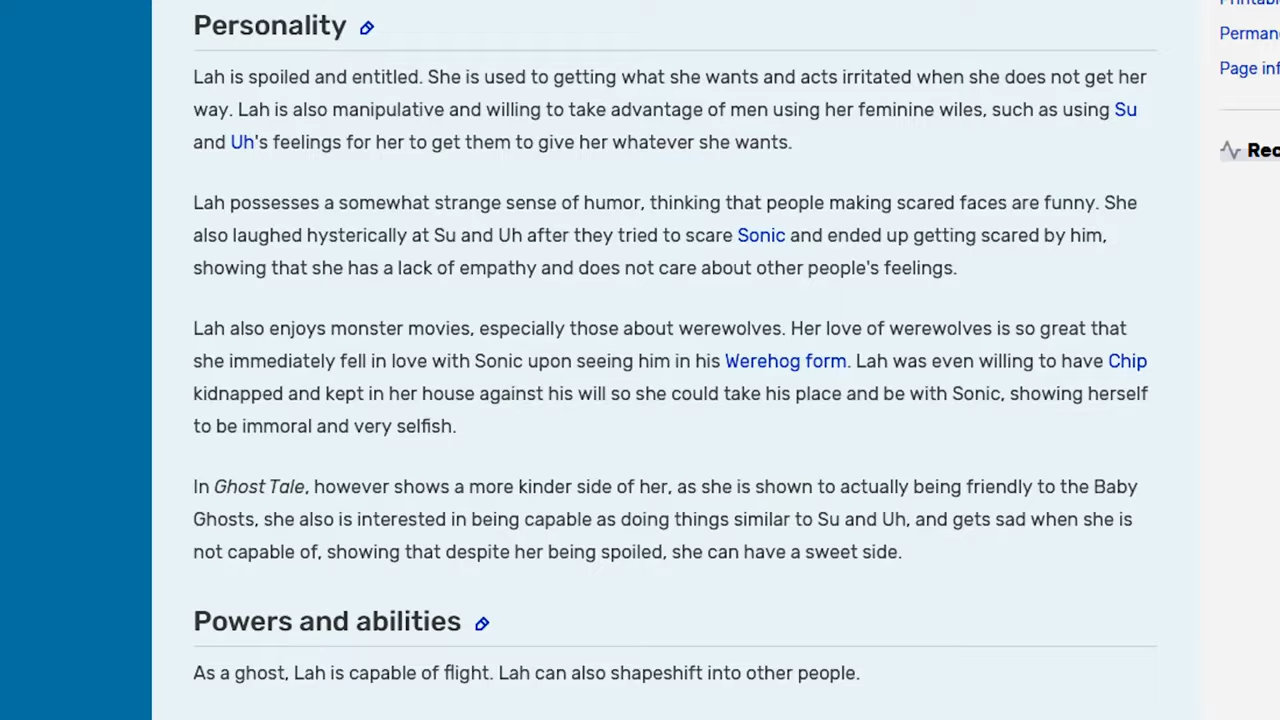 Personality
Perman
Lah is spoiled and entitled. She is used to getting what she wants and acts irritated when she does not get her
Page inf
way. Lah is also manipulative and willing to take advantage of men using her feminine wiles, such as using Su
and Uh's feelings for her to get them to give her whatever she wants.
Rec
Lah possesses a somewhat strange sense of humor, thinking that people making scared faces are funny. She
also laughed hysterically at Su and Uh after they tried to scare Sonic and ended up getting scared by him,
showing that she has a lack of empathy and does not care about other people's feelings.
Lah also enjoys monster movies, especially those about werewolves. Her love of werewolves is so great that
she immediately fell in love with Sonic upon seeing him in his Werehog form. Lah was even willing to have Chip
kidnapped and kept in her house against his will so she could take his place and be with Sonic, showing herself
to be immoral and very selfish.
In Ghost Tale, however shows a more kinder side of her, as she is shown to actually being friendly to the Baby
Ghosts, she also is interested in being capable as doing things similar to Su and Uh, and gets sad when she is
not capable of, showing that despite her being spoiled, she can have a sweet side.
Powers and abilities
As a ghost, Lah is capable of flight. Lah can also shapeshift into other people.